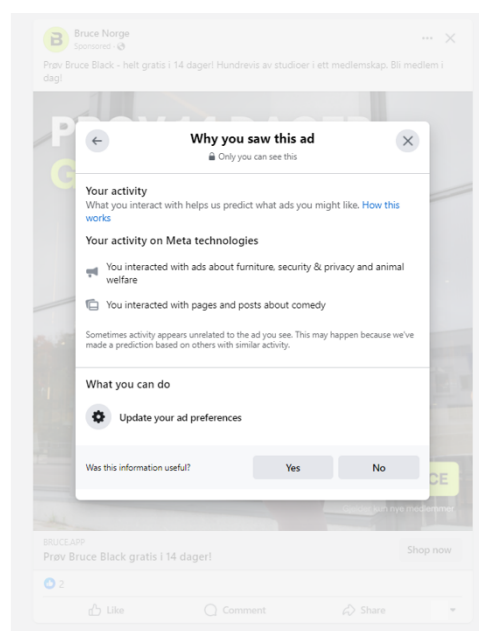 Bruce Norge
Sponsored
Prøv Bruce Black - helt gratis i 14 dager! Hundrevis av studioer i ett medlemskap. Bli medlem i
dag!
Why you saw this ad
Only you can see this
Your activity
What you interact with helps us predict what ads you might like. How this
works
Your activity on Meta technologies
You interacted with ads about furniture, security & privacy and animal
welfare
You interacted with pages and posts about comedy
Sometimes activity appears unrelated to the ad you see. This may happen because we've
made a prediction based on others with similar activity.
What you can do
Update your ad preferences
Was this information useful?
Yes
No
CE
nye medlemmer
BRUCE.APP
Prøv Bruce Black gratis i 14 dager!
Shop now
2
Like
Comment
Share